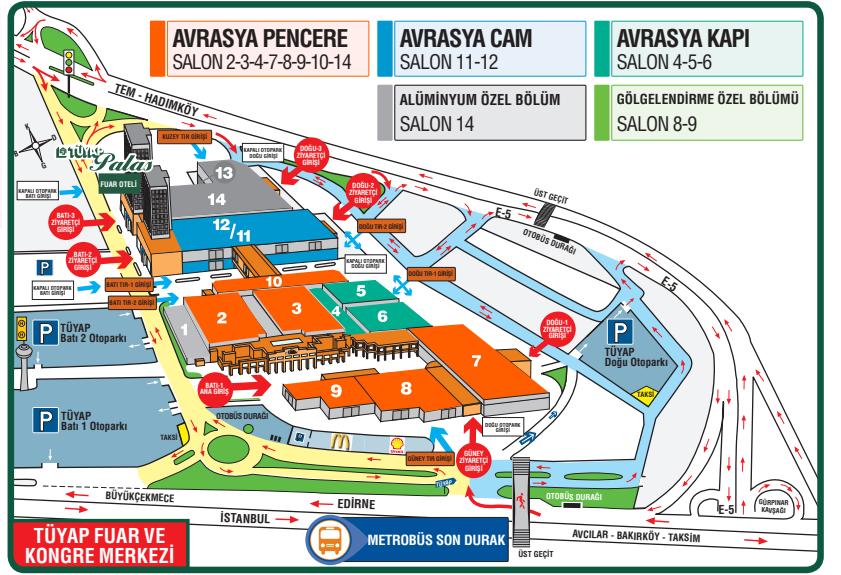 AVRASYA PENCERE
SALON 2-3-4-7-8-9-10-14
AVRASYA CAM
SALON 11-12
AVRASYA KAPI
SALON 4-5-6
ALÜMİNYUM ÖZEL BÖLÜM
SALON 14
GÖLGELENDİRME ÖZEL BÖLÜMÜ
SALON 8-9
TEM - HADIMKÖY
KUZEY TIR GİRİŞİ
KAPALI OTOPARK
DOĞU GİRİŞİ
DOĞU-3
ZİYARETÇİ
GİRİŞİ
TÜYAP
Palas
FUAR OTELİ
KAPALI OTOPARK
BATI GİRİŞİ
13
14
DOĞU-2
ZİYARETÇİ
GİRİŞİ
ÜST GEÇİT
E-5
OTOBÜS DURAĞI
BATI-3
ZİYARETÇİ
GİRİŞİ
12/11
DOĞU TIR-2 GİRİŞİ
BATI-2
ZİYARETÇİ
GİRİŞİ
P
KAPALI OTOPARK
DOĞU GİRİŞİ
DOĞU TIR-1 GİRİŞİ
E-5
KAPALI OTOPARK
BATI GİRİŞİ
BATI TIR-1 GİRİŞİ
BATI TIR-2 GİRİŞİ
10
5
1
2
3
4
6
7
DOĞU-1
ZİYARETÇİ
GİRİŞİ
P
TÜYAP
Doğu Otoparkı
P
TÜYAP
Batı 2 Otoparkı
BATI-1
ANA GİRİŞ
9
8
TAKSİ
P
TÜYAP
Batı 1 Otoparkı
OTOBÜS DURAĞI
TAKSİ
P
DOĞU OTOPARK
GİRİŞİ
GÜNEY TIR GİRİŞİ
GÜNEY
ZİYARETÇİ
GİRİŞİ
TÜYAP
OTOBÜS DURAĞI
E-5
GÜRPINAR
KAVŞAĞI
BÜYÜKÇEKMECE
EDİRNE
İSTANBUL
AVCILAR - BAKIRKÖY - TAKSİM
ÜST GEÇİT
TÜYAP FUAR VE
KONGRE MERKEZİ
METROBÜS SON DURAK